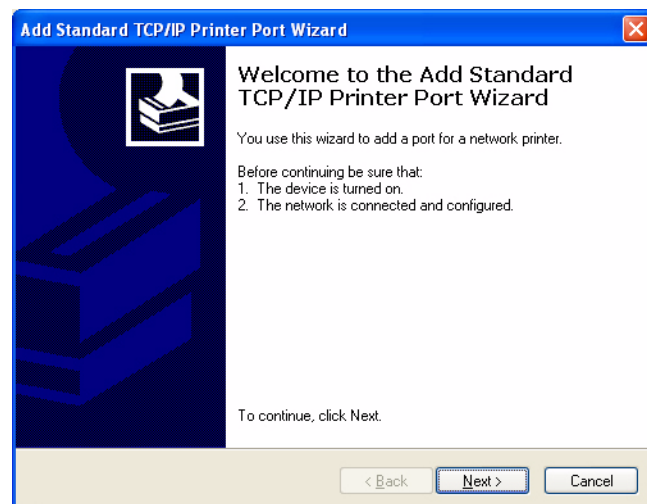 Add Standard TCP/IP Printer Port Wizard
Welcome to the Add Standard
TCP/IP Printer Port Wizard
You use this wizard to add a port for a network printer.
Before continuing be sure that:
1. The device is turned on.
2. The network is connected and configured.
To continue, click Next.
< Back Next > Cancel